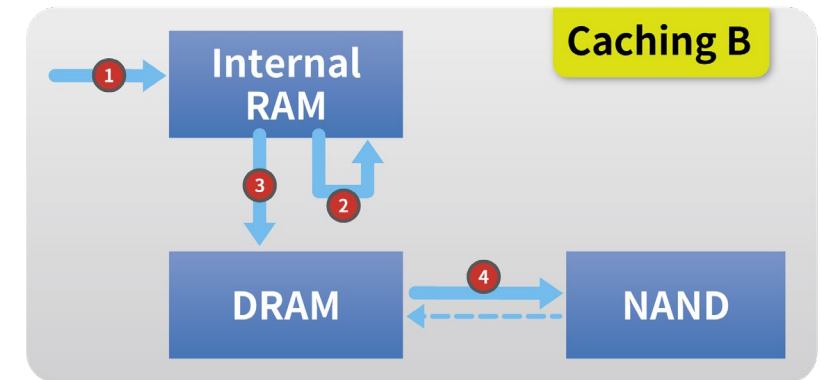 Caching B
1
Internal
RAM
3
2
4
DRAM
NAND